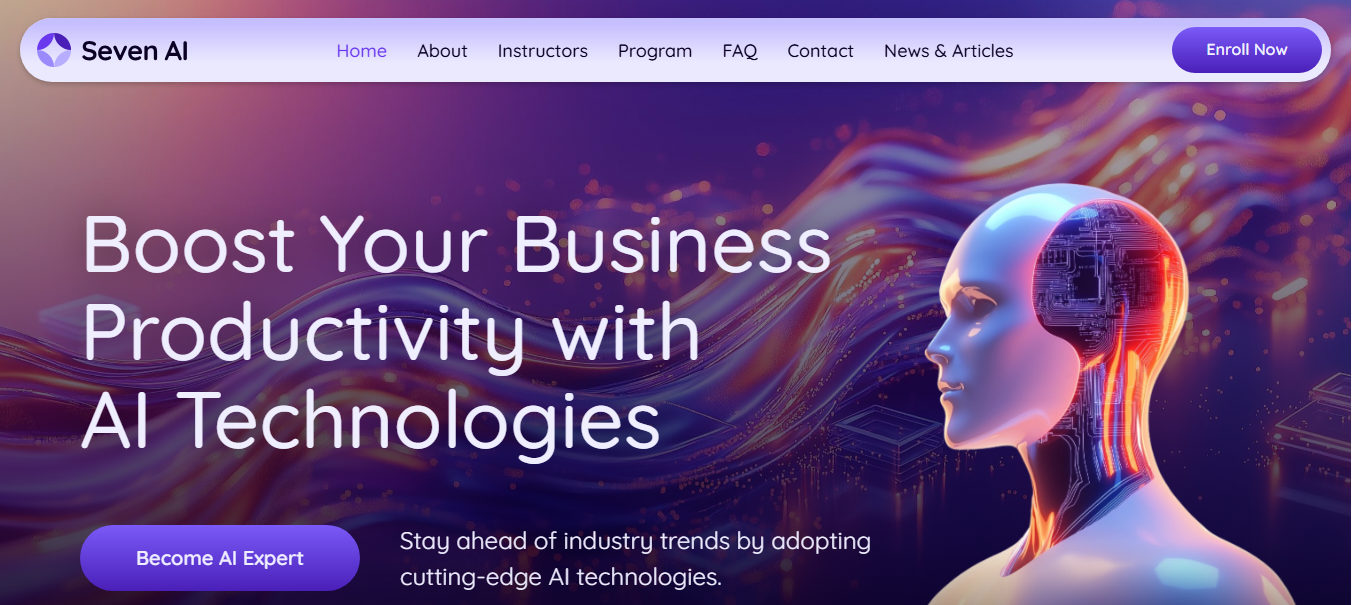 Seven AI
Home About Instructors Program FAQ Contact News & Articles
Enroll Now
Boost Your Business
Productivity with
AI Technologies
Become AI Expert
Stay ahead of industry trends by adopting
cutting-edge AI technologies.